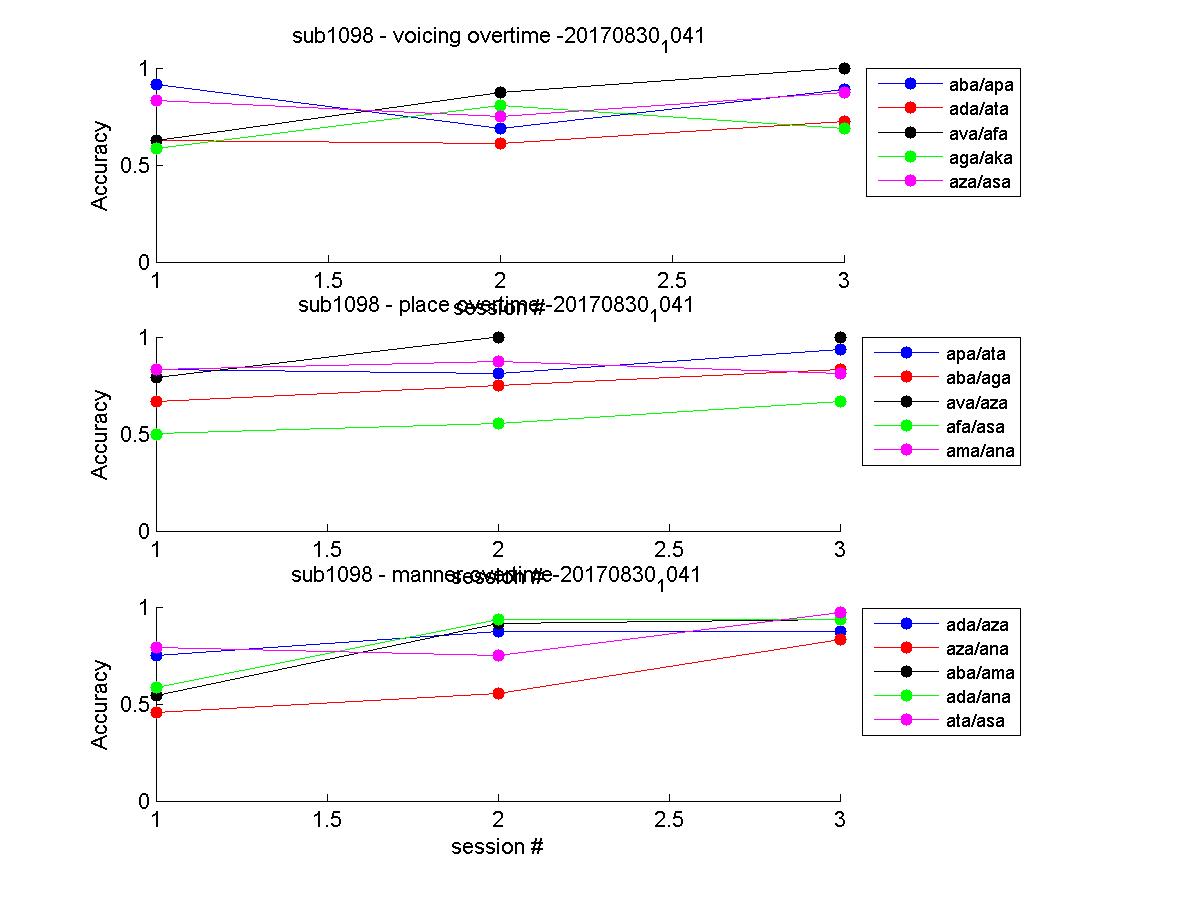 sub1098 - voicing overtime -20170830₁041
1
0.5
0
Accuracy
1 1.5 2 2.5 3
session #
aba/apa
ada/ata
ava/afa
aga/aka
aza/asa
sub1098 - place overtime -20170830₁041
1
0.5
0
Accuracy
1 1.5 2 2.5 3
session #
apa/ata
aba/aga
ava/aza
afa/asa
ama/ana
sub1098 - manner overtime -20170830₁041
1
0.5
0
Accuracy
1 1.5 2 2.5 3
session #
ada/aza
aza/ana
aba/ama
ada/ana
ata/asa